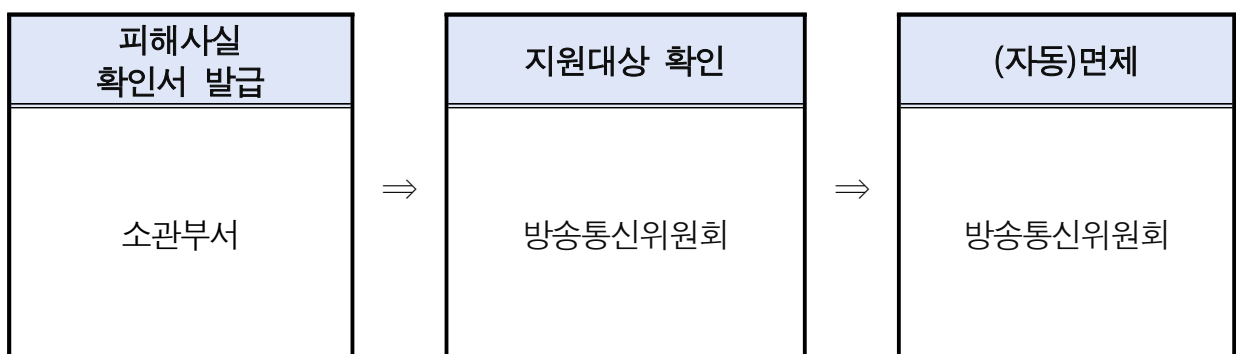 피해사실
확인서 발급
소관부서
⇒
지원대상 확인
방송통신위원회
⇒
(자동)면제
방송통신위원회